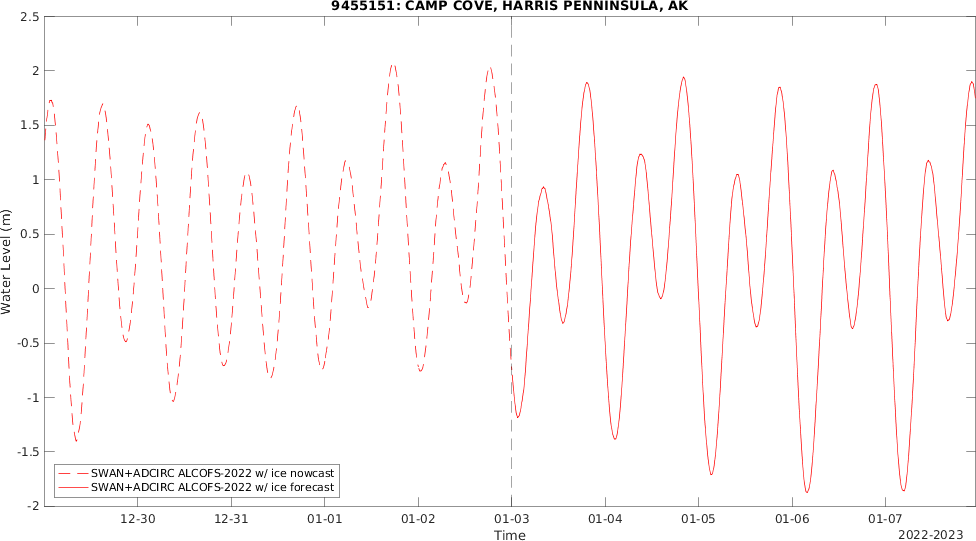 9455151: CAMP COVE, HARRIS PENNINSULA, AK
2.5
2
1.5
1
0.5
0
-0.5
-1
-1.5
-2
Water Level (m)
SWAN+ADCIRC ALCOFS-2022 w/ ice nowcast
SWAN+ADCIRC ALCOFS-2022 w/ ice forecast
12-30 12-31 01-01 01-02 01-03 01-04 01-05 01-06 01-07
Time
2022-2023